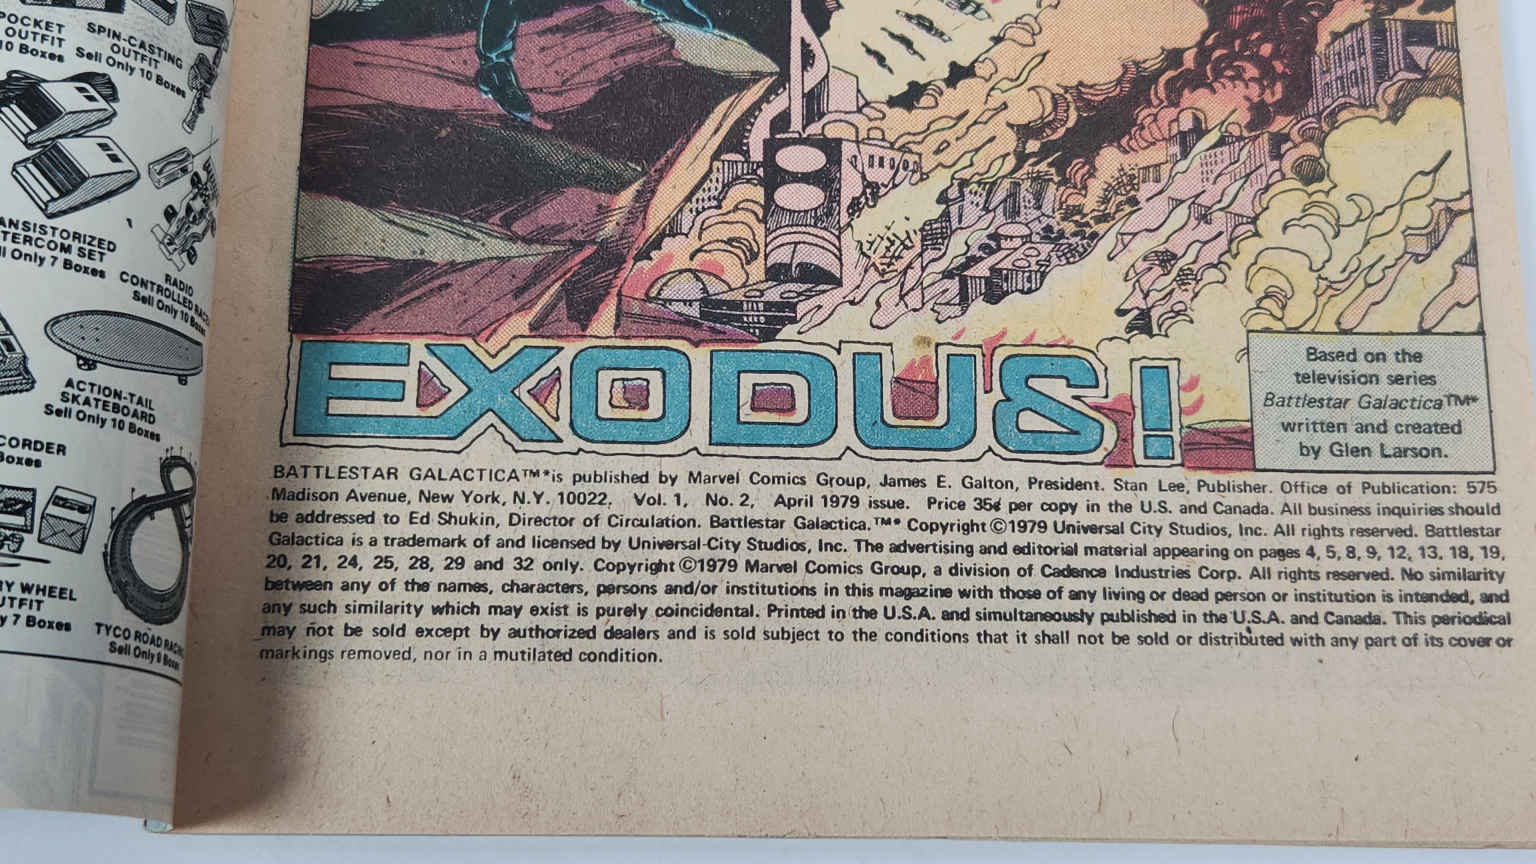 POCKET
OUTFIT
10 Boxes
SPIN-CASTING
OUTFIT
Sell Only 10 Boxes
ANSISTORIZED
TERCOM SET
ll Only 7 Boxes
RADIO
CONTROLLED
Sell Only 10 Boxes
ACTION-TAIL
SKATEBOARD
Sell Only 10 Boxes
CORDER
Boxes
RY WHEEL
UTFIT
y 7 Boxes
TYCO ROAD RACING
Sell Only 9 Boxes
EXODUS!
Based on the
television series
Battlestar Galactica™*
written and created
by Glen Larson.
BATTLESTAR GALACTICA™* is published by Marvel Comics Group, James E. Galton, President. Stan Lee, Publisher. Office of Publication: 575
Madison Avenue, New York, N.Y. 10022. Vol. 1, No. 2, April 1979 issue. Price 35¢ per copy in the U.S. and Canada. All business inquiries should
be addressed to Ed Shukin, Director of Circulation. Battlestar Galactica.™* Copyright ©1979 Universal City Studios, Inc. All rights reserved. Battlestar
Galactica is a trademark of and licensed by Universal City Studios, Inc. The advertising and editorial material appearing on pages 4, 5, 8, 9, 12, 13, 18, 19,
20, 21, 24, 25, 28, 29 and 32 only. Copyright ©1979 Marvel Comics Group, a division of Cadence Industries Corp. All rights reserved. No similarity
between any of the names, characters, persons and/or institutions in this magazine with those of any living or dead person or institution is intended, and
any such similarity which may exist is purely coincidental. Printed in the U.S.A. and simultaneously published in the U.S.A. and Canada. This periodical
may not be sold except by authorized dealers and is sold subject to the conditions that it shall not be sold or distributed with any part of its cover or
markings removed, nor in a mutilated condition.